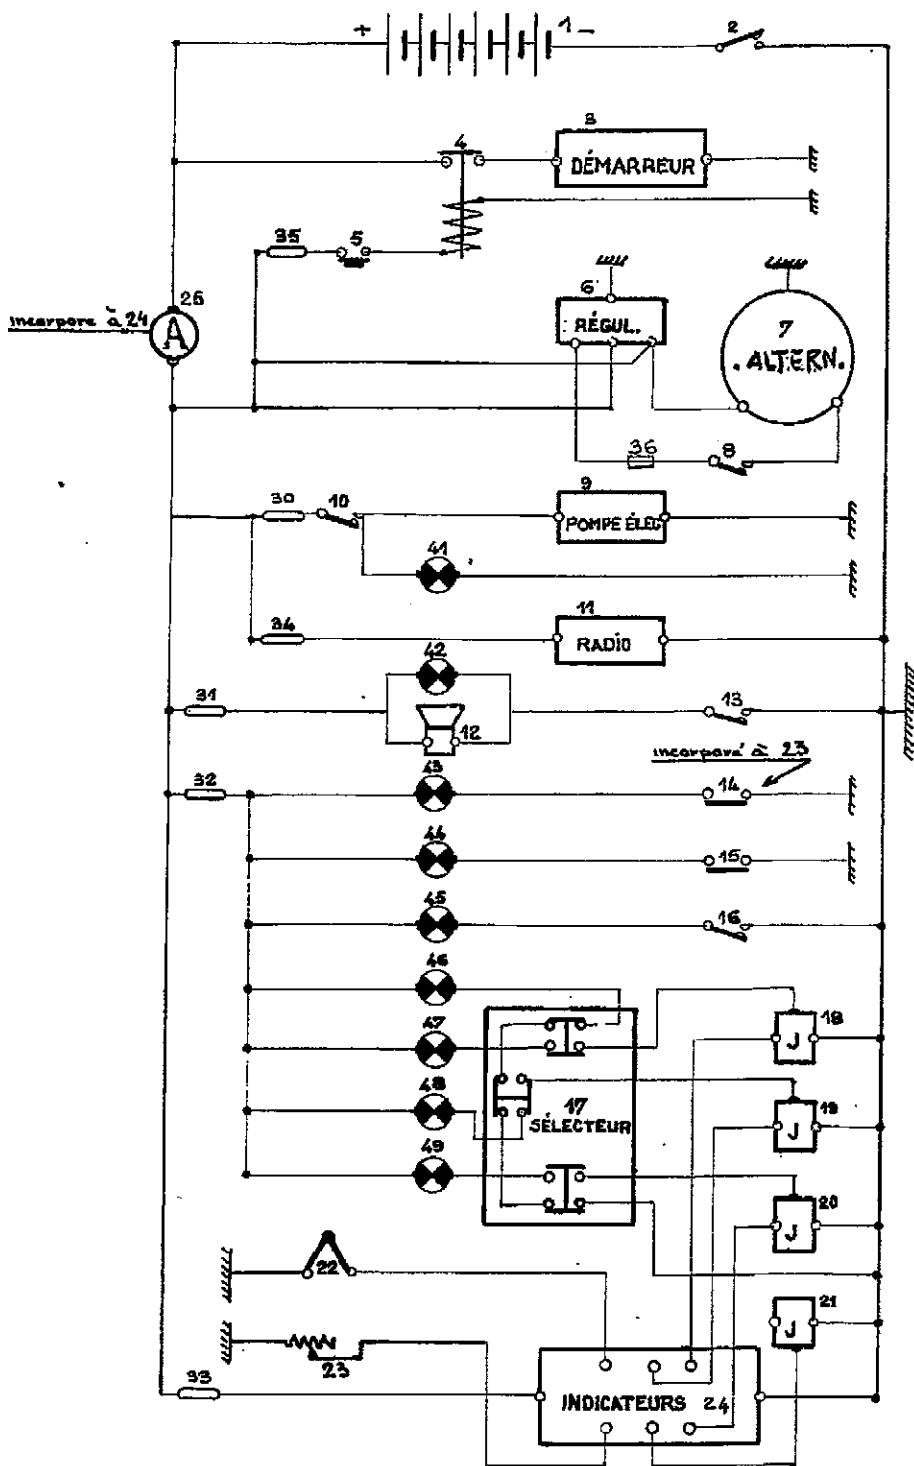 + 1 -
2
3
4
DÉMARREUR
35
5
26
incorporé à 24
A
6
RÉGUL.
7
. ALTERN.
36
8
30
10
9
POMPE ÉLEC
41
34
11
RADIO
42
31
12
13
incorporé à 23
32
43
14
44
15
45
16
46
47
18
J
48
17
SÉLECTEUR
19
J
49
20
J
22
21
J
23
33
INDICATEURS 24